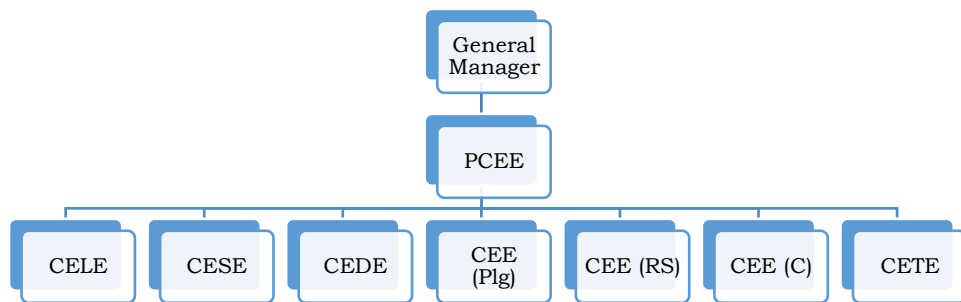 General
Manager
PCEE
CELE
CESE
CEDE
CEE
(Plg)
CEE (RS)
CEE (C)
CETE